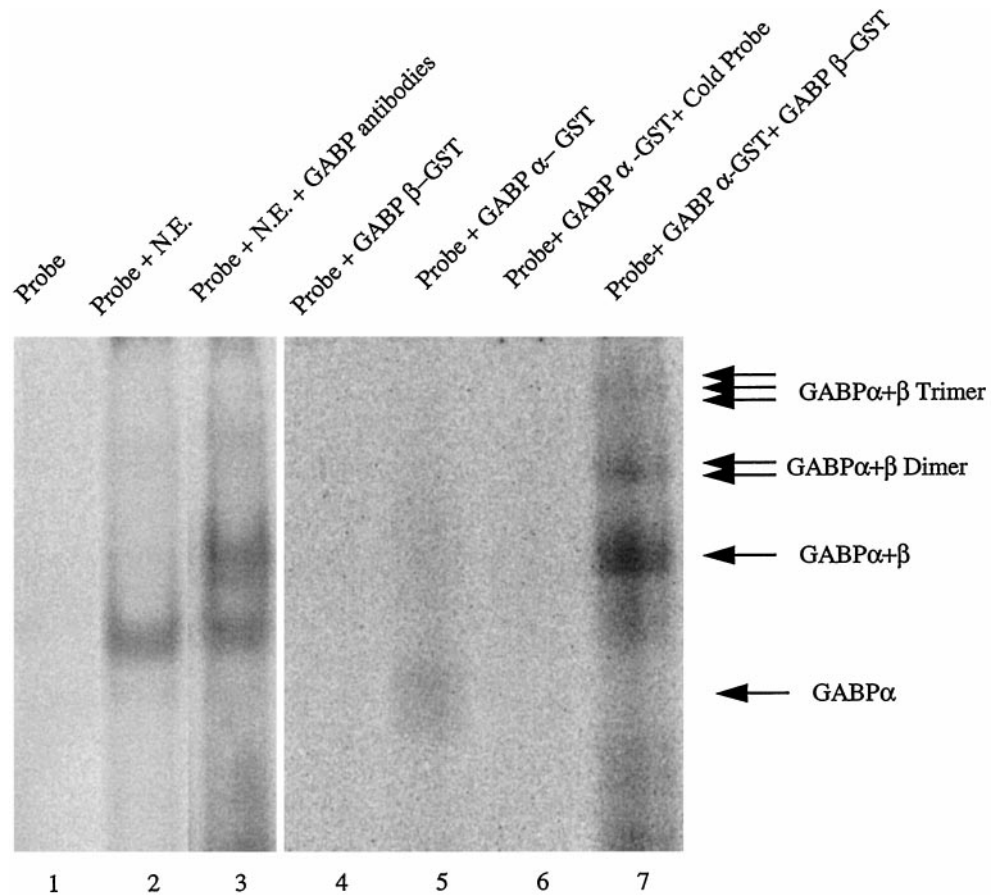 Probe
Probe + N.E.
Probe + N.E. + GABP antibodies
Probe + GABP β–GST
Probe + GABP α– GST
Probe+ GABP α -GST+ Cold Probe
Probe+ GABP α-GST+ GABP β–GST
GABPα+β Trimer
GABPα+β Dimer
GABPα+β
GABPα
1 2 3 4 5 6 7